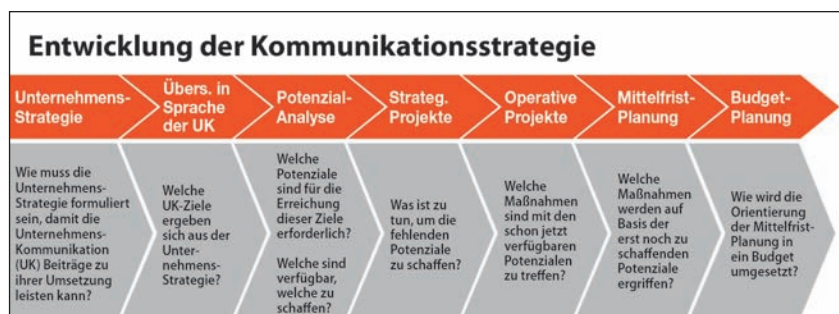 Entwicklung der Kommunikationsstrategie
Unternehmens-
Strategie
Übers. in
Sprache
der UK
Potenzial-
Analyse
Strateg.
Projekte
Operative
Projekte
Mittelfrist-
Planung
Budget-
Planung
Wie muss die
Unternehmens-
Strategie formuliert
sein, damit die
Unternehmens-
Kommunikation
(UK) Beiträge zu
ihrer Umsetzung
leisten kann?
Welche
UK-Ziele
ergeben
sich aus der
Unter-
nehmens-
Strategie?
Welche
Potenziale
sind für die
Erreichung
dieser Ziele
erforderlich?
Welche sind
verfügbar,
welche zu
schaffen?
Was ist zu
tun, um die
fehlenden
Potenziale
zu schaffen?
Welche
Maßnahmen
sind mit den
schon jetzt
verfügbaren
Potenzialen
zu treffen?
Welche
Maßnahmen
werden auf
Basis der
erst noch zu
schaffenden
Potenziale
ergriffen?
Wie wird die
Orientierung
der Mittelfrist-
Planung in
ein Budget
umgesetzt?